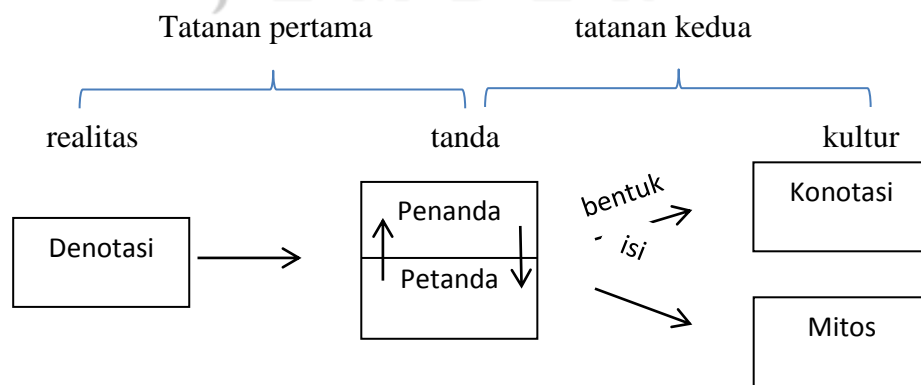 Tatanan pertama
tatanan kedua
realitas
tanda
kultur
Denotasi
Penanda
Petanda
bentuk
isi
Konotasi
Mitos